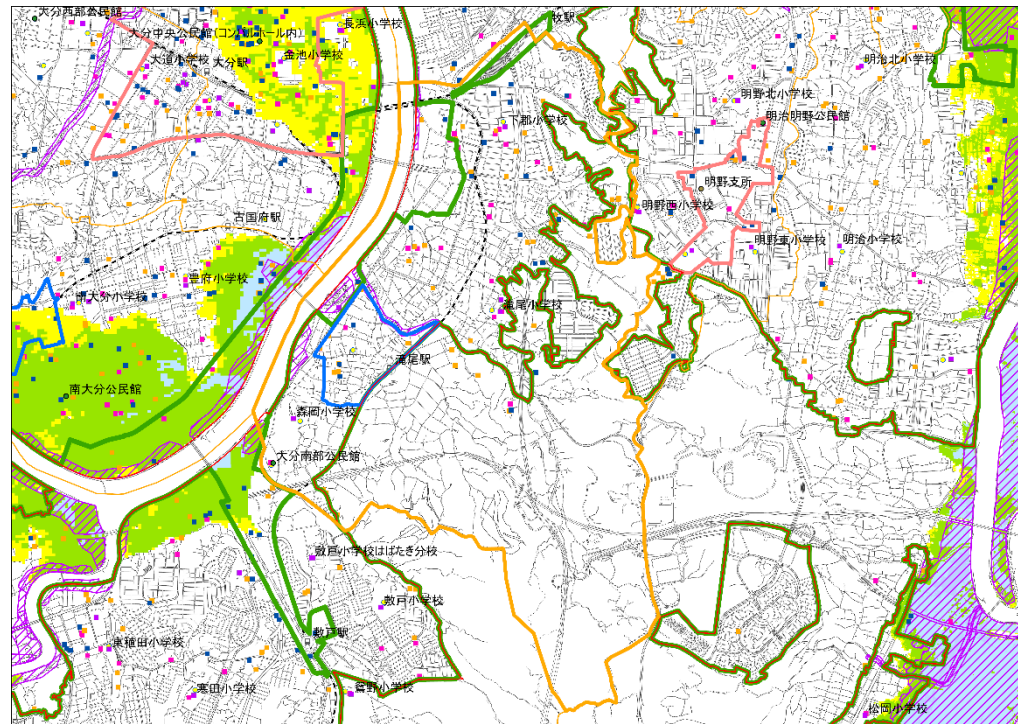 大分西部公民館
長浜小学校
牧駅
大分中央公民館(コンパルホール内)
大道小学校
大分駅
金池小学校
明治北小学校
明野北小学校
明治明野公民館
下郡小学校
明野支所
明野西小学校
古国府駅
明野東小学校
明治小学校
豊府小学校
南大分小学校
滝尾小学校
滝尾駅
南大分公民館
森岡小学校
大分南部公民館
敷戸小学校はばたき分校
敷戸小学校
敷戸駅
東稙田小学校
寒田小学校
鴛野小学校
松岡小学校